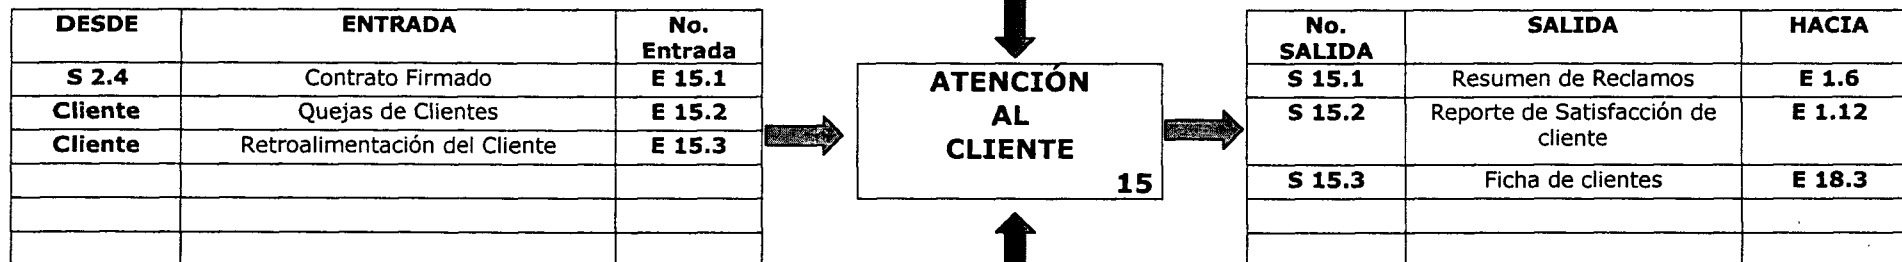 DESDE ENTRADA No. Entrada
S 2.4 Contrato Firmado E 15.1
Cliente Quejas de Clientes E 15.2
Cliente Retroalimentación del Cliente E 15.3
ATENCIÓN
AL
CLIENTE
15
No. SALIDA SALIDA HACIA
S 15.1 Resumen de Reclamos E 1.6
S 15.2 Reporte de Satisfacción de E 1.12
cliente
S 15.3 Ficha de clientes E 18.3